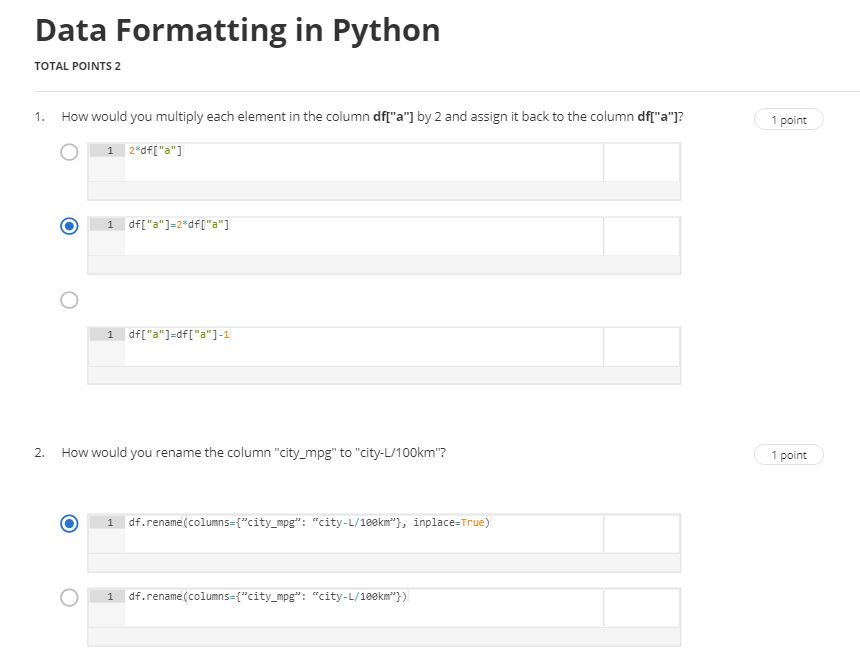 Data Formatting in Python
TOTAL POINTS 2
1. How would you multiply each element in the column df["a"] by 2 and assign it back to the column df["a"]?
1 point
1 2*df["a"]
1 df["a"]=2*df["a"]
1 df["a"]=df["a"]-1
2. How would you rename the column "city_mpg" to "city-L/100km"?
1 point
1 df.rename(columns={”city_mpg”: “city-L/100km”}, inplace=True)
1 df.rename(columns={”city_mpg”: “city-L/100km”})